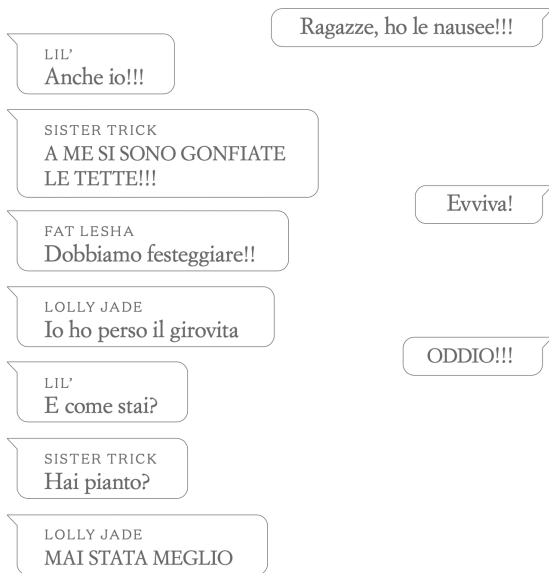 Ragazze, ho le nausee!!!
LIL’
Anche io!!!
SISTER TRICK
A ME SI SONO GONFIATE
LE TETTE!!!
Evviva!
FAT LESHA
Dobbiamo festeggiare!!
LOLLY JADE
Io ho perso il girovita
ODDIO!!!
LIL’
E come stai?
SISTER TRICK
Hai pianto?
LOLLY JADE
MAI STATA MEGLIO